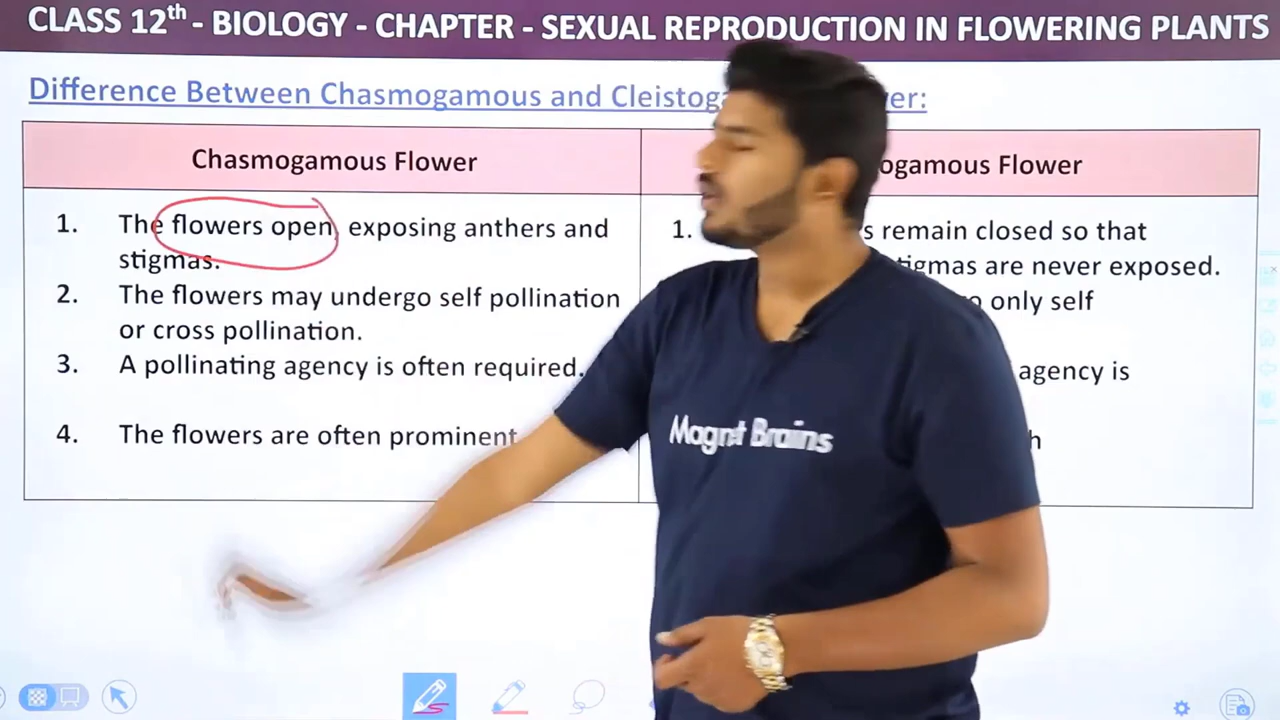 CLASS 12th - BIOLOGY - CHAPTER - SEXUAL REPRODUCTION IN FLOWERING PLANTS
Difference Between Chasmogamous and Cleistoga er:
Chasmogamous Flower
ogamous Flower
1. The flowers open, exposing anthers and
stigmas.
2. The flowers may undergo self pollination
or cross pollination.
3. A pollinating agency is often required.
4. The flowers are often prominent
1. s remain closed so that
tigmas are never exposed.
only self
agency is
Magnet Brains